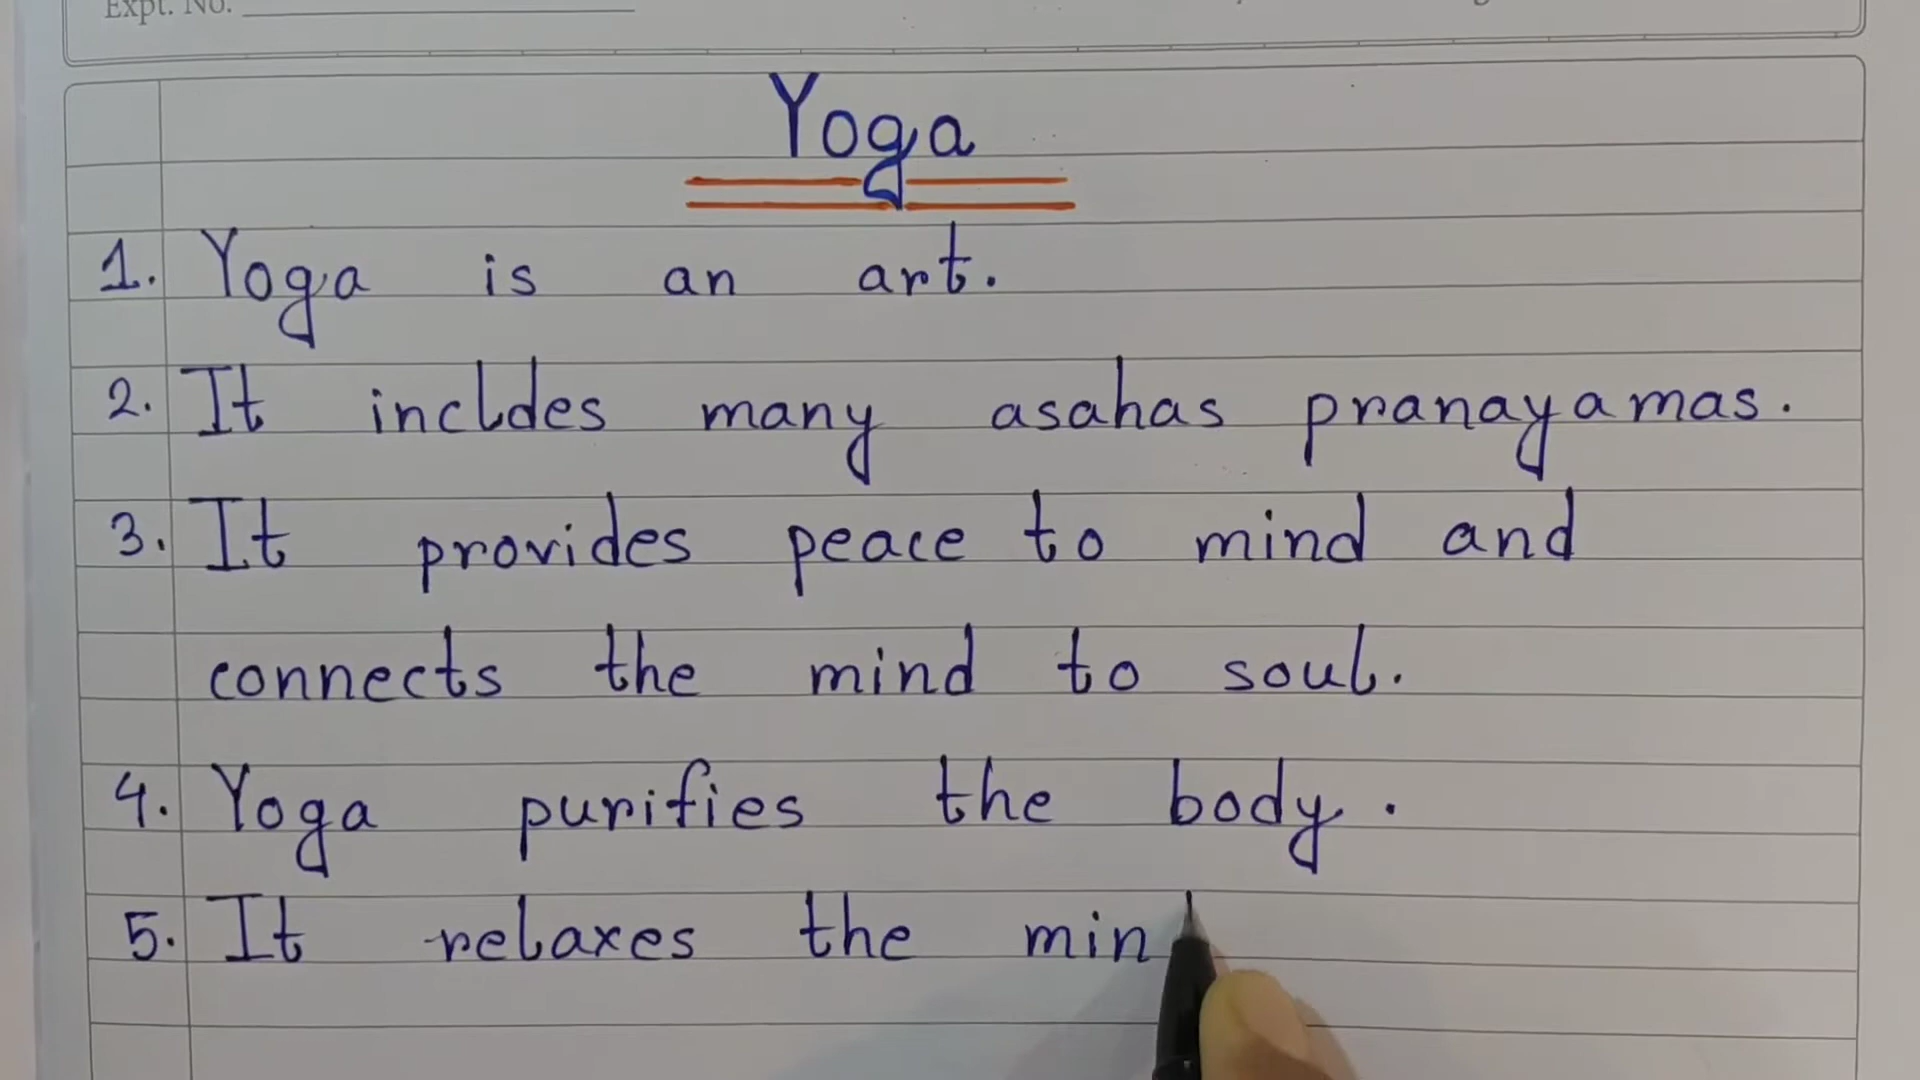 Expt. No.
Yoga
1. Yoga is an art.
2. It incldes many asahas pranayamas.
3. It provides peace to mind and
connects the mind to soul.
4. Yoga purifies the body.
5. It relaxes the min